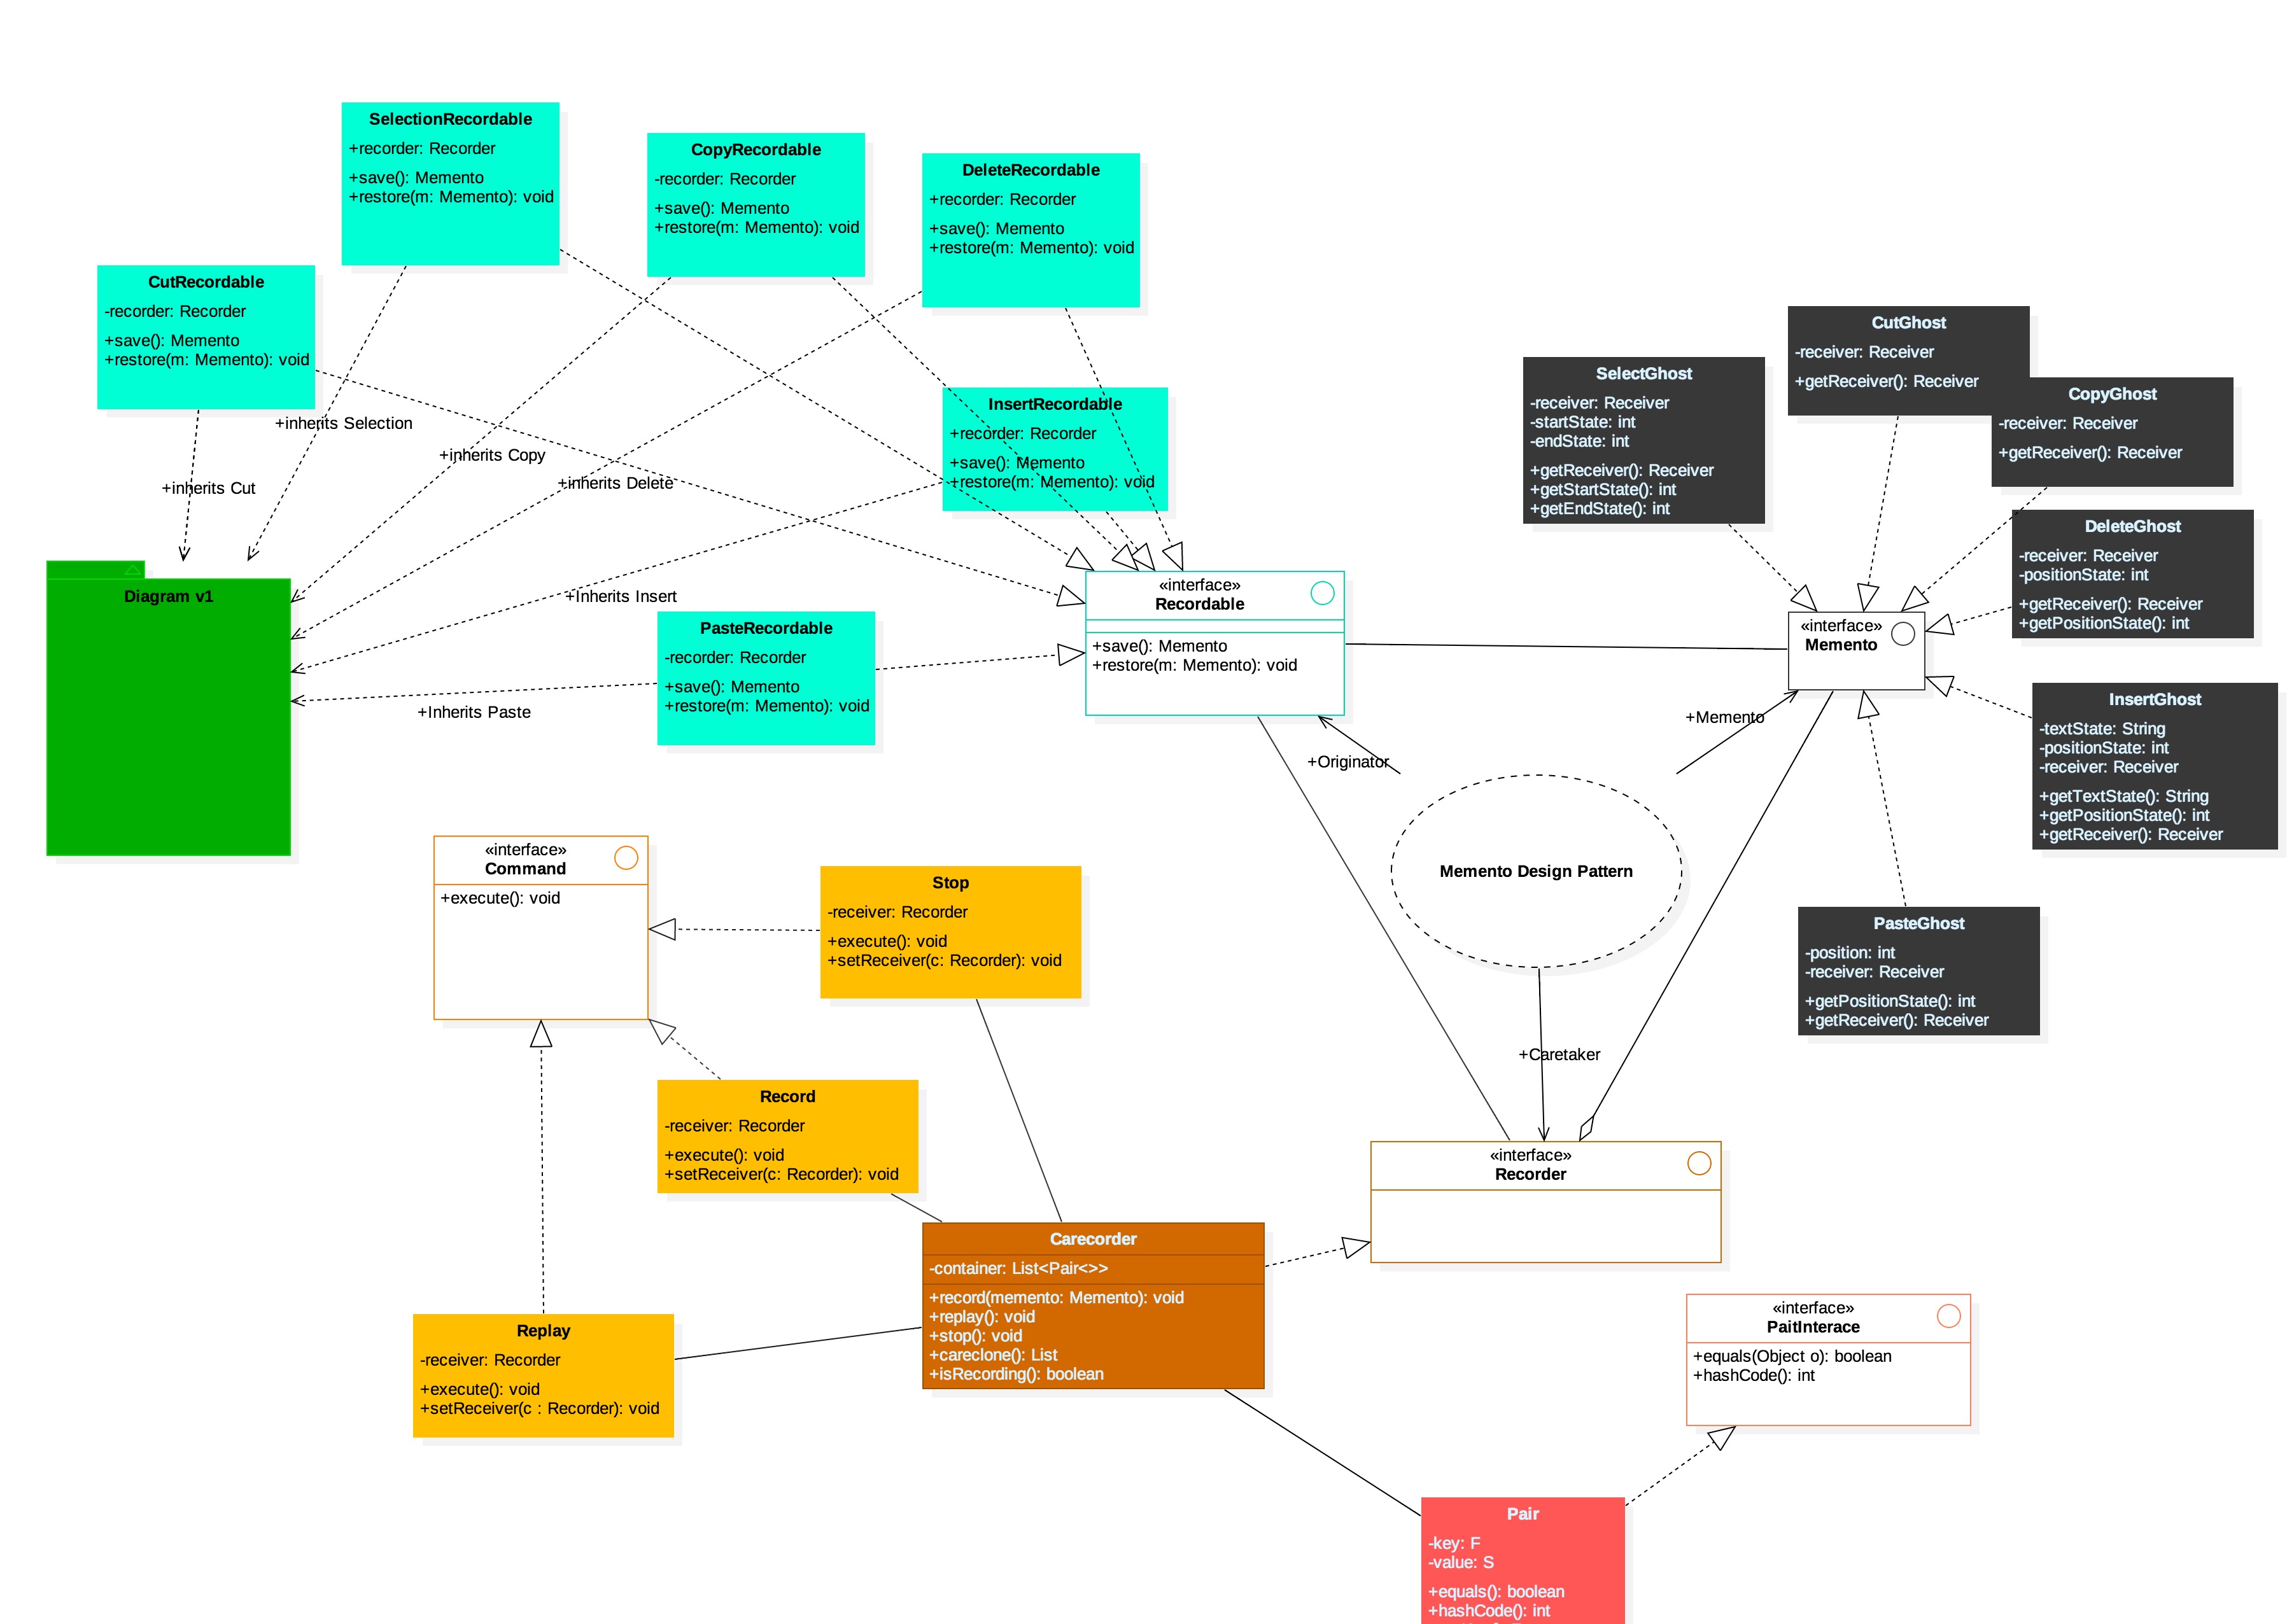 SelectionRecordable
+recorder: Recorder
+save(): Memento
+restore(m: Memento): void
CopyRecordable
-recorder: Recorder
+save(): Memento
+restore(m: Memento): void
DeleteRecordable
+recorder: Recorder
+save(): Memento
+restore(m: Memento): void
CutRecordable
-recorder: Recorder
+save(): Memento
+restore(m: Memento): void
InsertRecordable
+recorder: Recorder
+save(): Memento
+restore(m: Memento): void
+inherits Selection
+inherits Copy
+inherits Cut
+inherits Delete
+Inherits Insert
+Inherits Paste
Diagram v1
PasteRecordable
-recorder: Recorder
+save(): Memento
+restore(m: Memento): void
«interface»
Recordable
+save(): Memento
+restore(m: Memento): void
SelectGhost
-receiver: Receiver
-startState: int
-endState: int
+getReceiver(): Receiver
+getStartState(): int
+getEndState(): int
CutGhost
-receiver: Receiver
+getReceiver(): Receiver
CopyGhost
-receiver: Receiver
+getReceiver(): Receiver
DeleteGhost
-receiver: Receiver
-positionState: int
+getReceiver(): Receiver
+getPositionState(): int
«interface»
Memento
InsertGhost
-textState: String
-positionState: int
-receiver: Receiver
+getTextState(): String
+getPositionState(): int
+getReceiver(): Receiver
PasteGhost
-position: int
-receiver: Receiver
+getPositionState(): int
+getReceiver(): Receiver
+Memento
+Originator
Memento Design Pattern
+Caretaker
«interface»
Command
+execute(): void
Stop
-receiver: Recorder
+execute(): void
+setReceiver(c: Recorder): void
Record
-receiver: Recorder
+execute(): void
+setReceiver(c: Recorder): void
Replay
-receiver: Recorder
+execute(): void
+setReceiver(c : Recorder): void
Carecorder
-container: List<Pair<>>
+record(memento: Memento): void
+replay(): void
+stop(): void
+careclone(): List
+isRecording(): boolean
«interface»
Recorder
«interface»
PaitInterace
+equals(Object o): boolean
+hashCode(): int
Pair
-key: F
-value: S
+equals(): boolean
+hashCode(): int